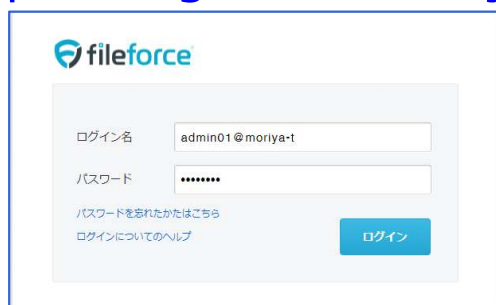 fileforce
ログイン名
admin01@moriya-t
パスワード
••••••••
パスワードを忘れたかたはこちら
ログインについてのヘルプ
ログイン